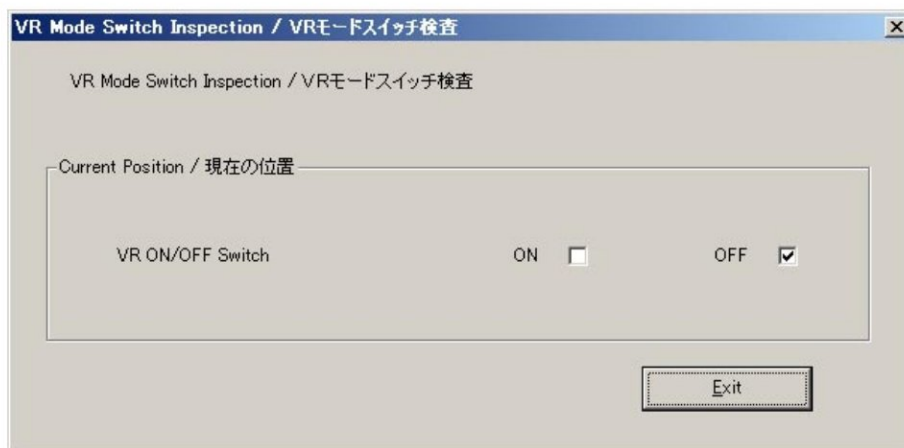 VR Mode Switch Inspection / VRモードスイッチ検査
VR Mode Switch Inspection / VRモードスイッチ検査
Current Position / 現在の位置
VR ON/OFF Switch ON OFF
Exit